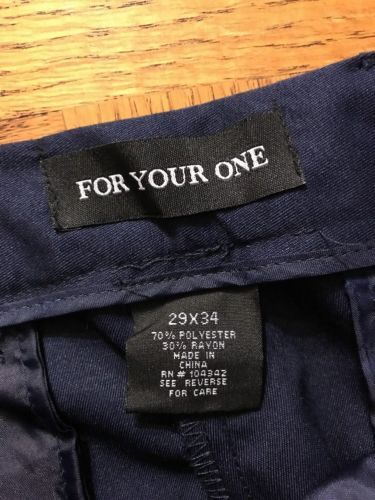 FOR YOUR ONE
29X34
70% POLYESTER
30% RAYON
MADE IN
CHINA
RN # 104342
SEE REVERSE
FOR CARE